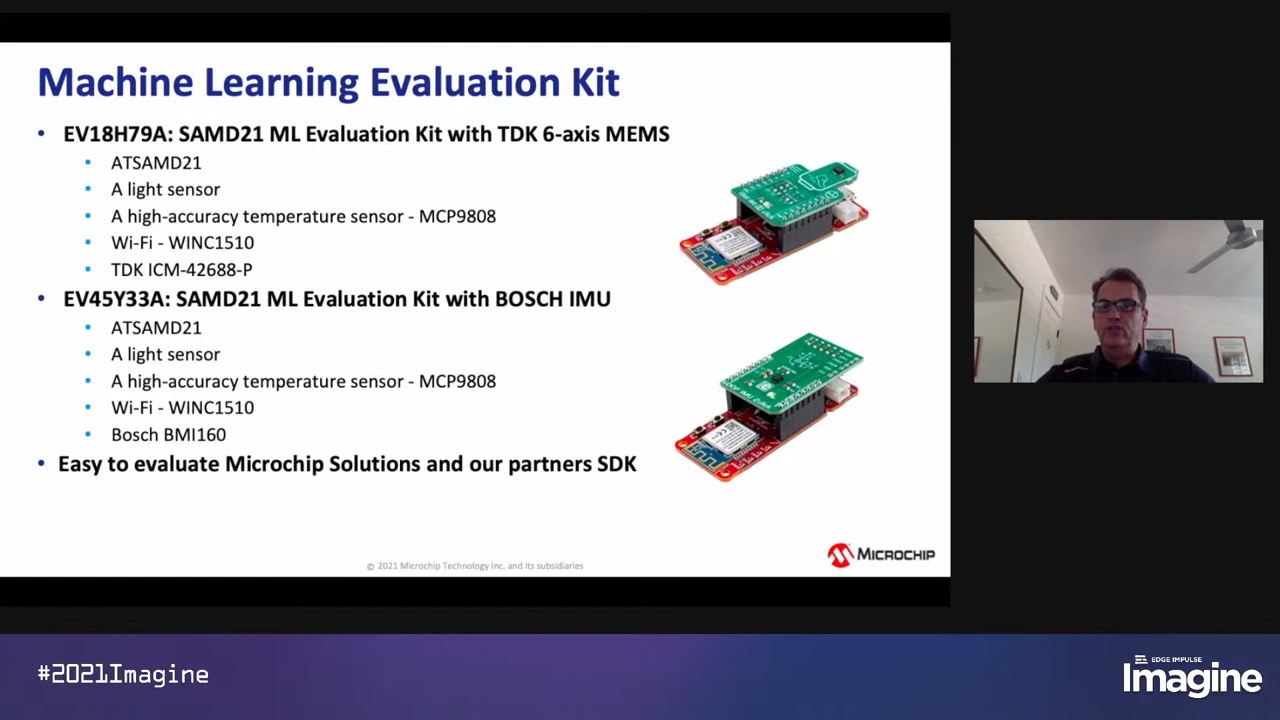 Machine Learning Evaluation Kit
• EV18H79A: SAMD21 ML Evaluation Kit with TDK 6-axis MEMS
• ATSAMD21
• A light sensor
• A high-accuracy temperature sensor - MCP9808
• Wi-Fi - WINC1510
• TDK ICM-42688-P
• EV45Y33A: SAMD21 ML Evaluation Kit with BOSCH IMU
• ATSAMD21
• A light sensor
• A high-accuracy temperature sensor - MCP9808
• Wi-Fi - WINC1510
• Bosch BMI160
• Easy to evaluate Microchip Solutions and our partners SDK
MICROCHIP
© 2021 Microchip Technology Inc. and its subsidiaries
#2021Imagine
EDGE IMPULSE
Imagine